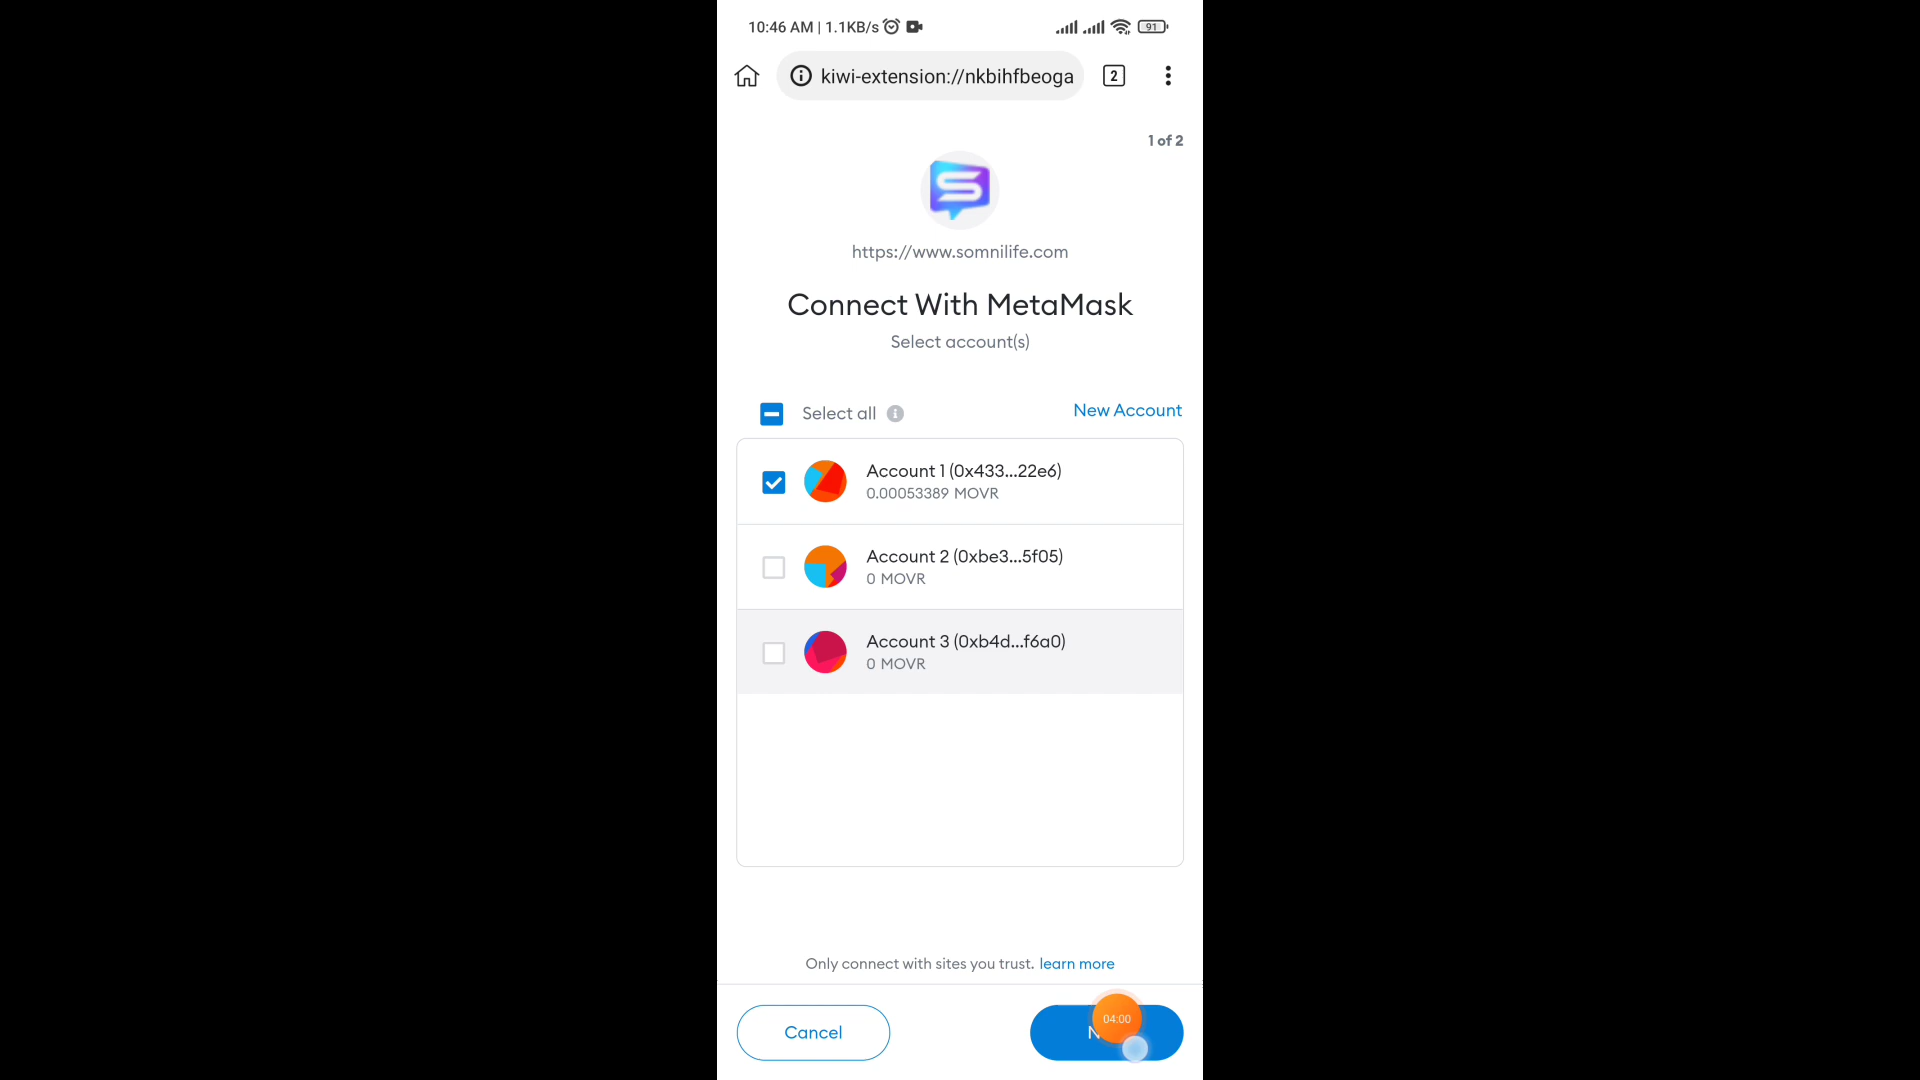 10:46 AM | 1.1KB/s
91
kiwi-extension://nkbihfbeoga
2
1 of 2
S
https://www.somnilife.com
Connect With MetaMask
Select account(s)
Select all
New Account
Account 1 (0x433...22e6)
0.00053389 MOVR
Account 2 (0xbe3...5f05)
0 MOVR
Account 3 (0xb4d...f6a0)
0 MOVR
Only connect with sites you trust. learn more
Cancel
04:00